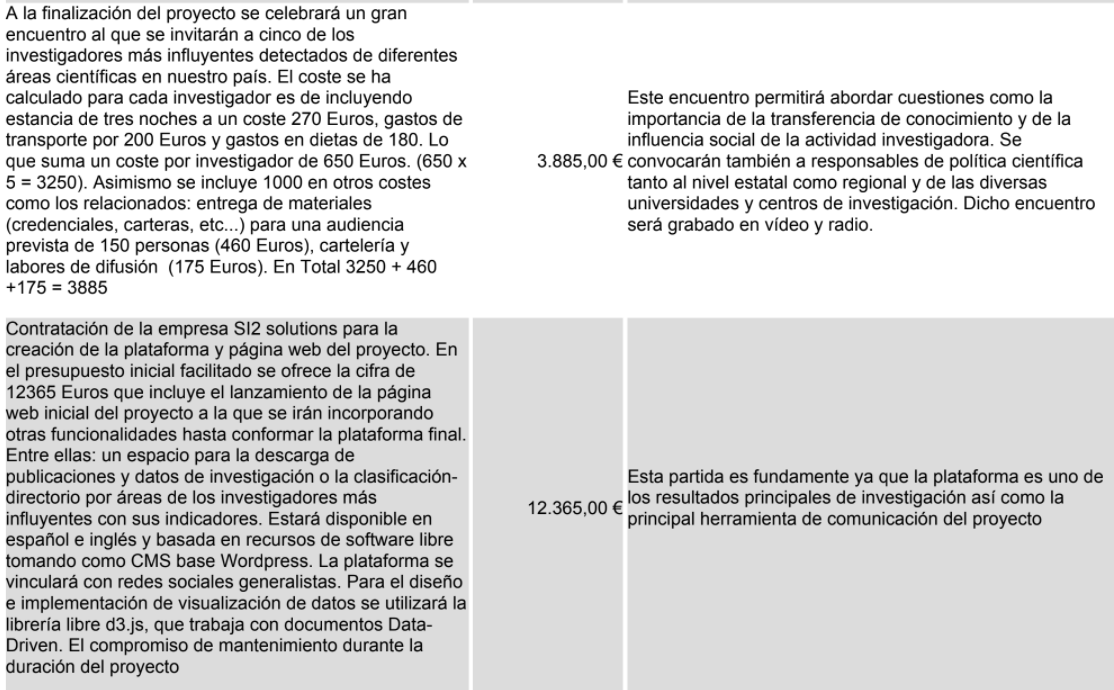 A la finalización del proyecto se celebrará un gran
encuentro al que se invitarán a cinco de los
investigadores más influyentes detectados de diferentes
áreas científicas en nuestro país. El coste se ha
calculado para cada investigador es de incluyendo
estancia de tres noches a un coste 270 Euros, gastos de
transporte por 200 Euros y gastos en dietas de 180. Lo
que suma un coste por investigador de 650 Euros. (650 x
5 = 3250). Asimismo se incluye 1000 en otros costes
como los relacionados: entrega de materiales
(credenciales, carteras, etc...) para una audiencia
prevista de 150 personas (460 Euros), cartelería y
labores de difusión  (175 Euros). En Total 3250 + 460
+175 = 3885
3.885,00 €
Este encuentro permitirá abordar cuestiones como la
importancia de la transferencia de conocimiento y de la
influencia social de la actividad investigadora. Se
convocarán también a responsables de política científica
tanto al nivel estatal como regional y de las diversas
universidades y centros de investigación. Dicho encuentro
será grabado en vídeo y radio.
Contratación de la empresa SI2 solutions para la
creación de la plataforma y página web del proyecto. En
el presupuesto inicial facilitado se ofrece la cifra de
12365 Euros que incluye el lanzamiento de la página
web inicial del proyecto a la que se irán incorporando
otras funcionalidades hasta conformar la plataforma final.
Entre ellas: un espacio para la descarga de
publicaciones y datos de investigación o la clasificación-
directorio por áreas de los investigadores más
influyentes con sus indicadores. Estará disponible en
español e inglés y basada en recursos de software libre
tomando como CMS base Wordpress. La plataforma se
vinculará con redes sociales generalistas. Para el diseño
e implementación de visualización de datos se utilizará la
librería libre d3.js, que trabaja con documentos Data-
Driven. El compromiso de mantenimiento durante la
duración del proyecto
12.365,00 €
Esta partida es fundamente ya que la plataforma es uno de
los resultados principales de investigación así como la
principal herramienta de comunicación del proyecto